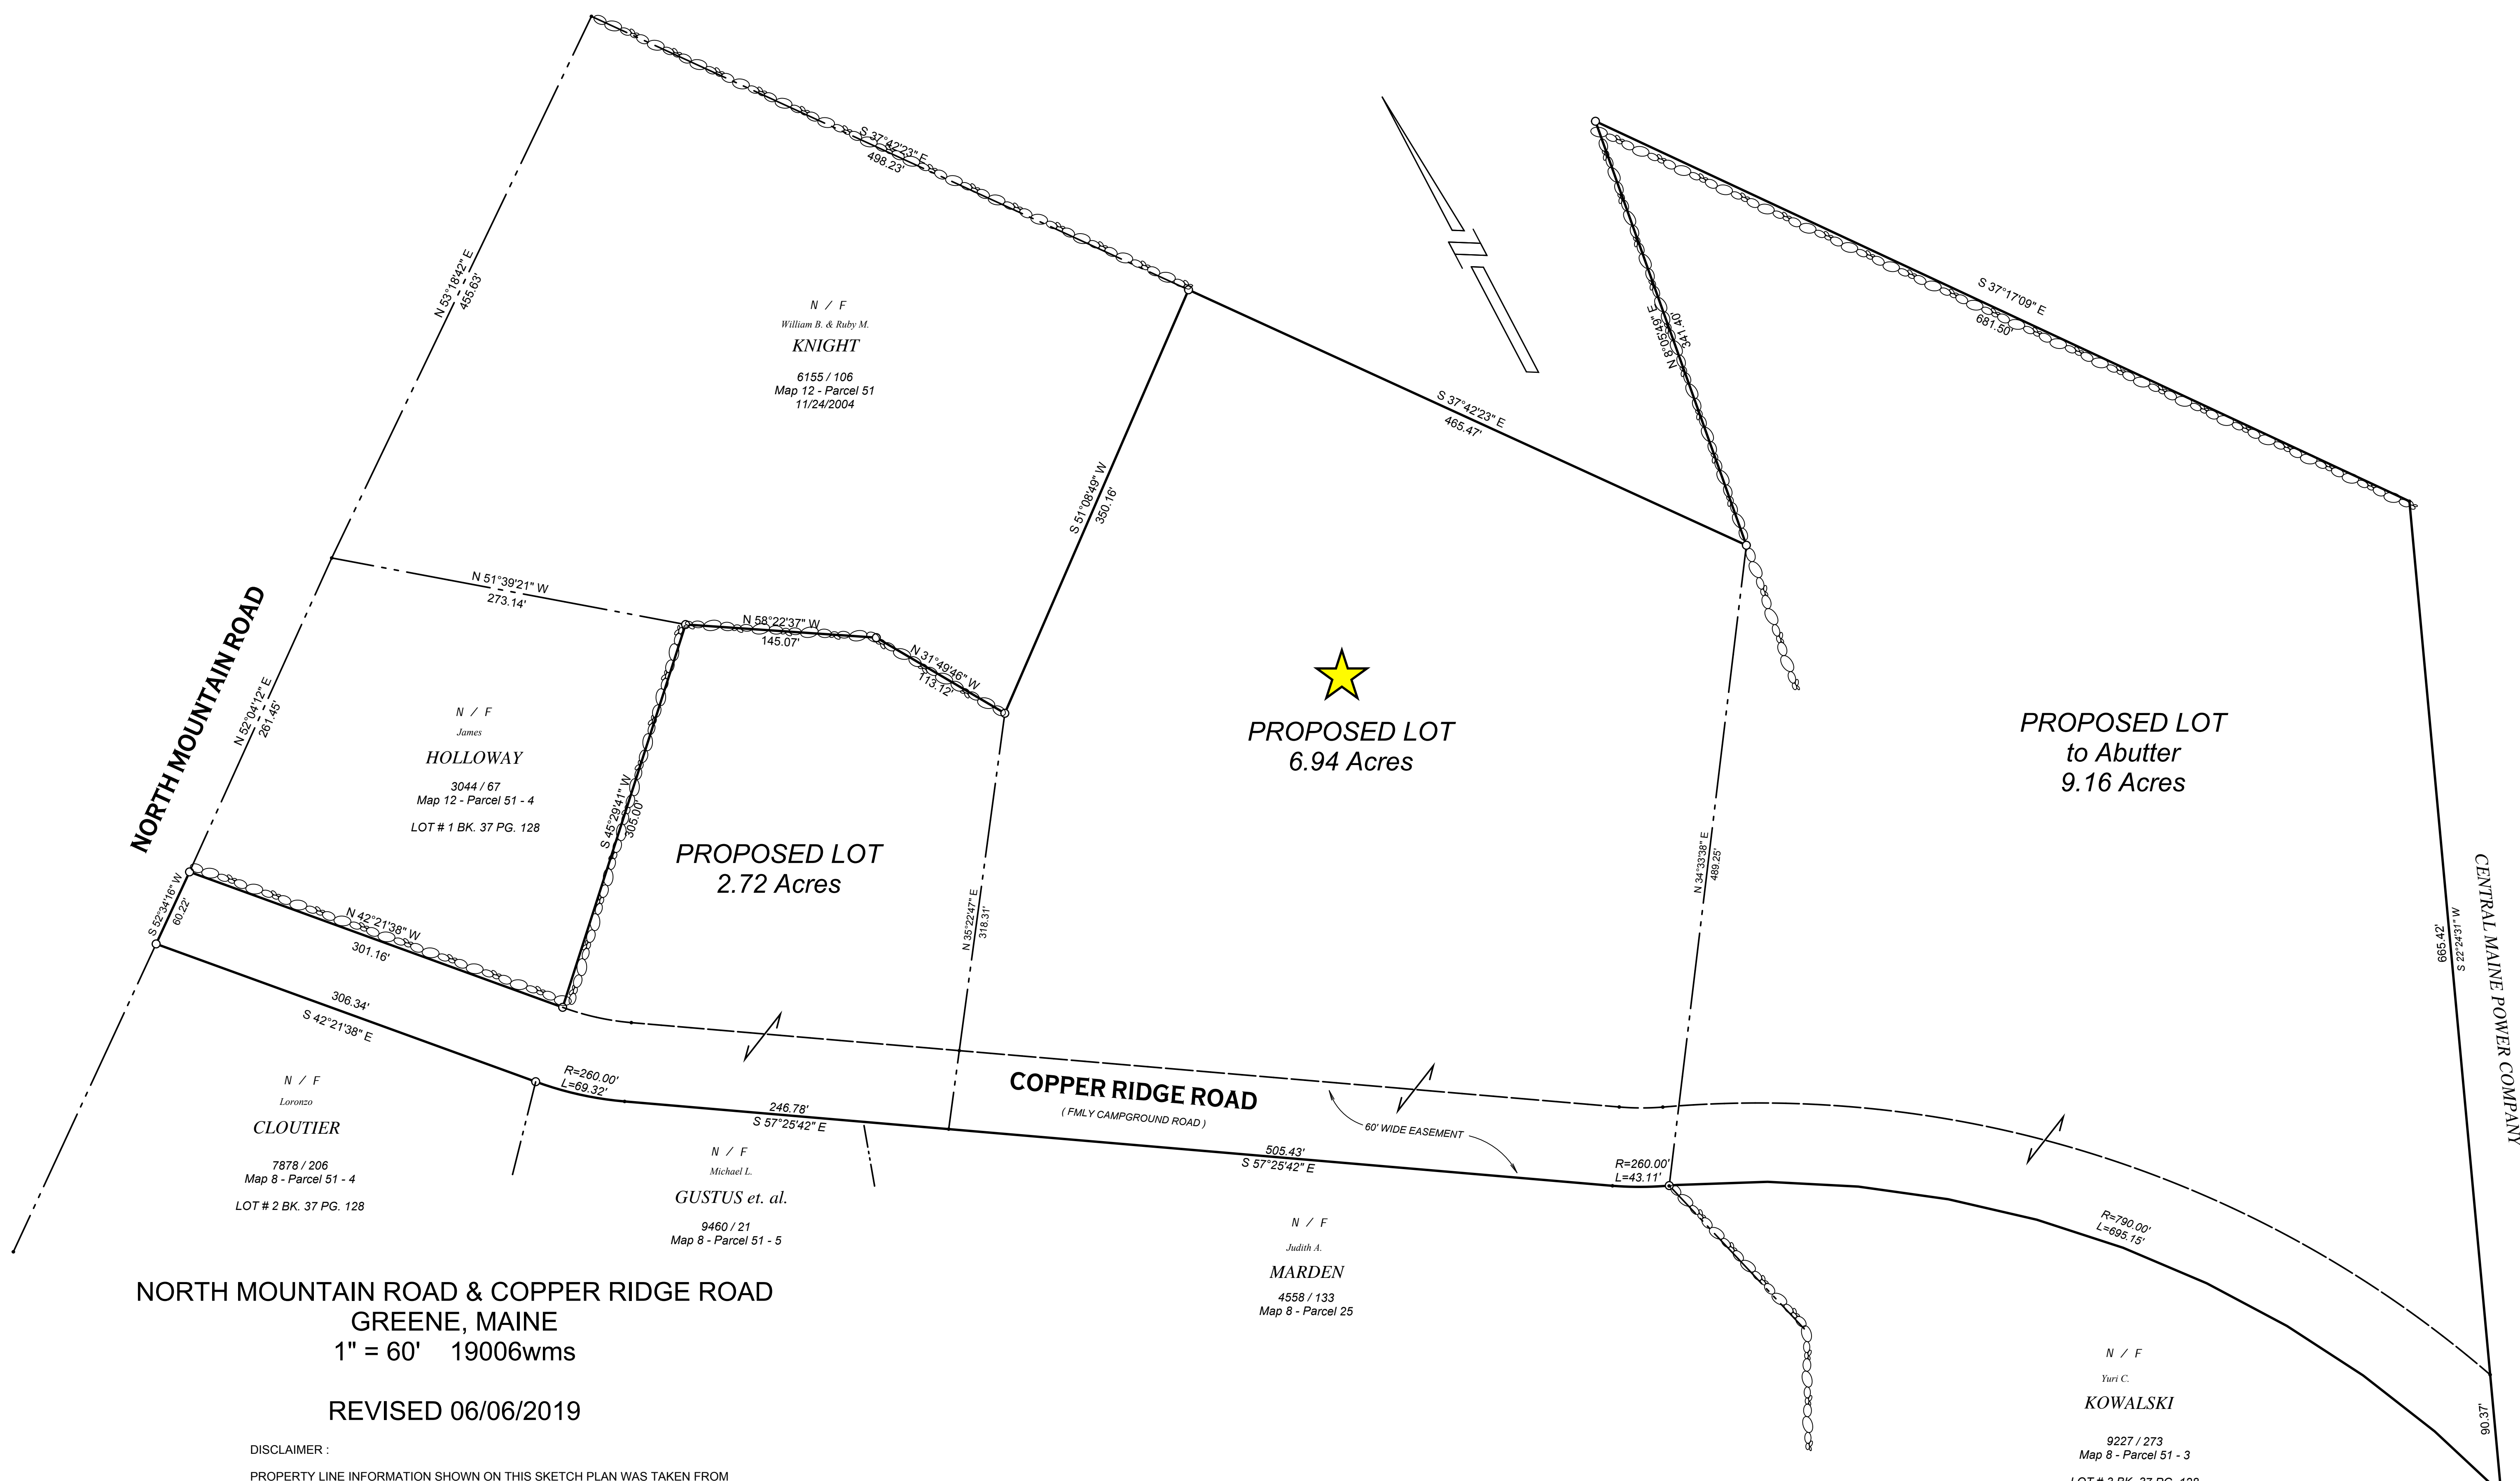 S 37°42'23" E
498.23'
N 53°18'42" E
455.63'
N / F
William B. & Ruby M.
KNIGHT
6155 / 106
Map 12 - Parcel 51
11/24/2004
S 37°42'23" E
465.47'
N 8°05'49" E
341.40'
S 37°17'09" E
681.50'
S 51°08'49" W
350.16'
N 51°39'21" W
273.14'
N 58°22'37" W
145.07'
N 31°49'46" W
113.12'
NORTH MOUNTAIN ROAD
N 52°04'12" E
261.45'
N / F
James
HOLLOWAY
3044 / 67
Map 12 - Parcel 51 - 4
LOT # 1 BK. 37 PG. 128
S 45°29'41" W
305.00'
PROPOSED LOT
2.72 Acres
PROPOSED LOT
6.94 Acres
PROPOSED LOT
to Abutter
9.16 Acres
N 35°22'47" E
318.31'
N 34°33'38" E
489.25'
665.42'
S 22°24'31" W
CENTRAL MAINE POWER COMPANY
S 52°34'16" W
60.22'
N 42°21'38" W
301.16'
306.34'
S 42°21'38" E
R=260.00'
L=69.32'
246.78'
S 57°25'42" E
COPPER RIDGE ROAD
( FMLY CAMPGROUND ROAD )
60' WIDE EASEMENT
505.43'
S 57°25'42" E
R=260.00'
L=43.11'
R=790.00'
L=695.15'
90.37'
N / F
Loronzo
CLOUTIER
7878 / 206
Map 8 - Parcel 51 - 4
LOT # 2 BK. 37 PG. 128
N / F
Michael L.
GUSTUS et. al.
9460 / 21
Map 8 - Parcel 51 - 5
N / F
Judith A.
MARDEN
4558 / 133
Map 8 - Parcel 25
N / F
Yuri C.
KOWALSKI
9227 / 273
Map 8 - Parcel 51 - 3
LOT # 3 BK. 37 PG. 128
NORTH MOUNTAIN ROAD & COPPER RIDGE ROAD
GREENE, MAINE
1" = 60' 19006wms
REVISED 06/06/2019
DISCLAIMER :
PROPERTY LINE INFORMATION SHOWN ON THIS SKETCH PLAN WAS TAKEN FROM